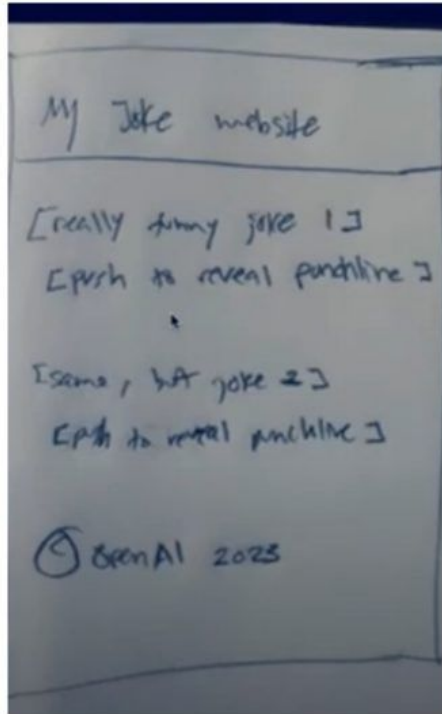 My Joke website
[really funny joke 1]
[push to reveal punchline]
[same, but joke 2]
[push to reveal punchline]
© OpenAI 2023